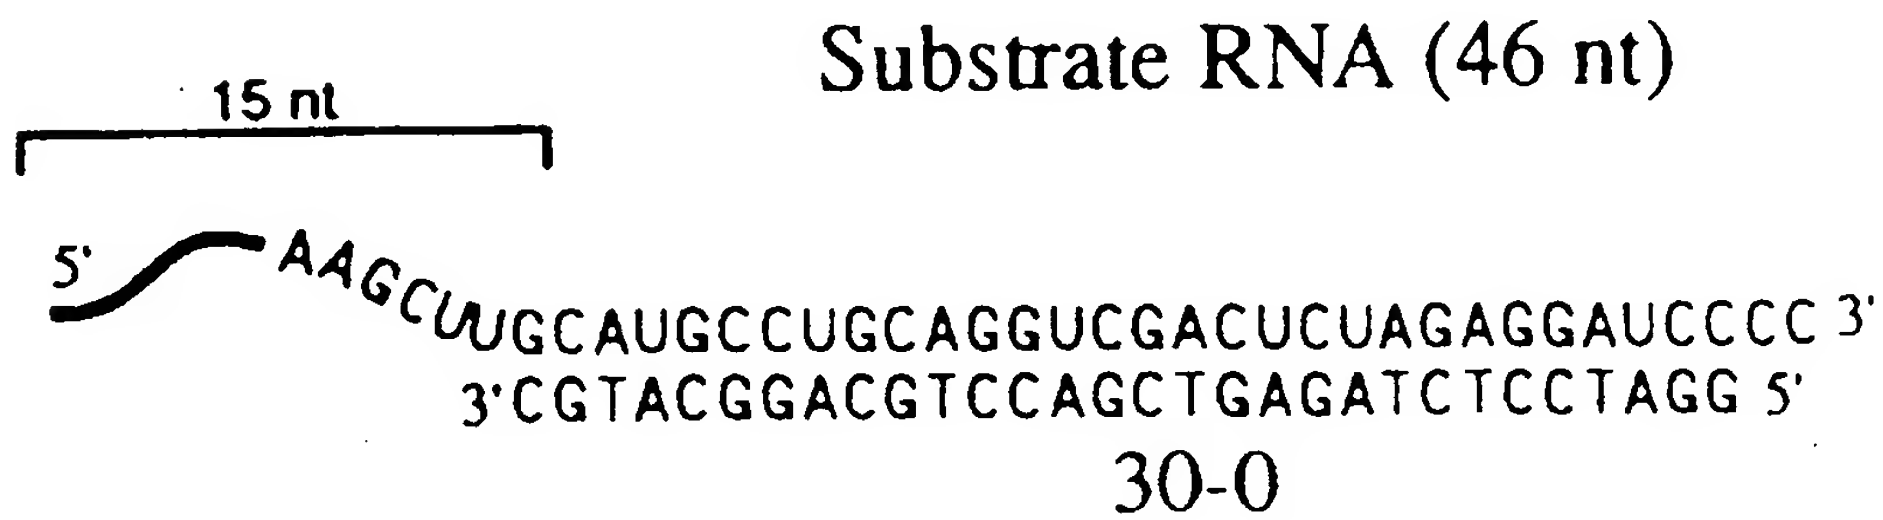 Substrate RNA (46 nt)
15 nt
5' AAGCUUGCAUGCCUGCAGGUCGACUCUAGAGGAUCCCC 3'
3'CGTACGGACGTCCAGCTGAGATCTCCTAGG 5'
30-0